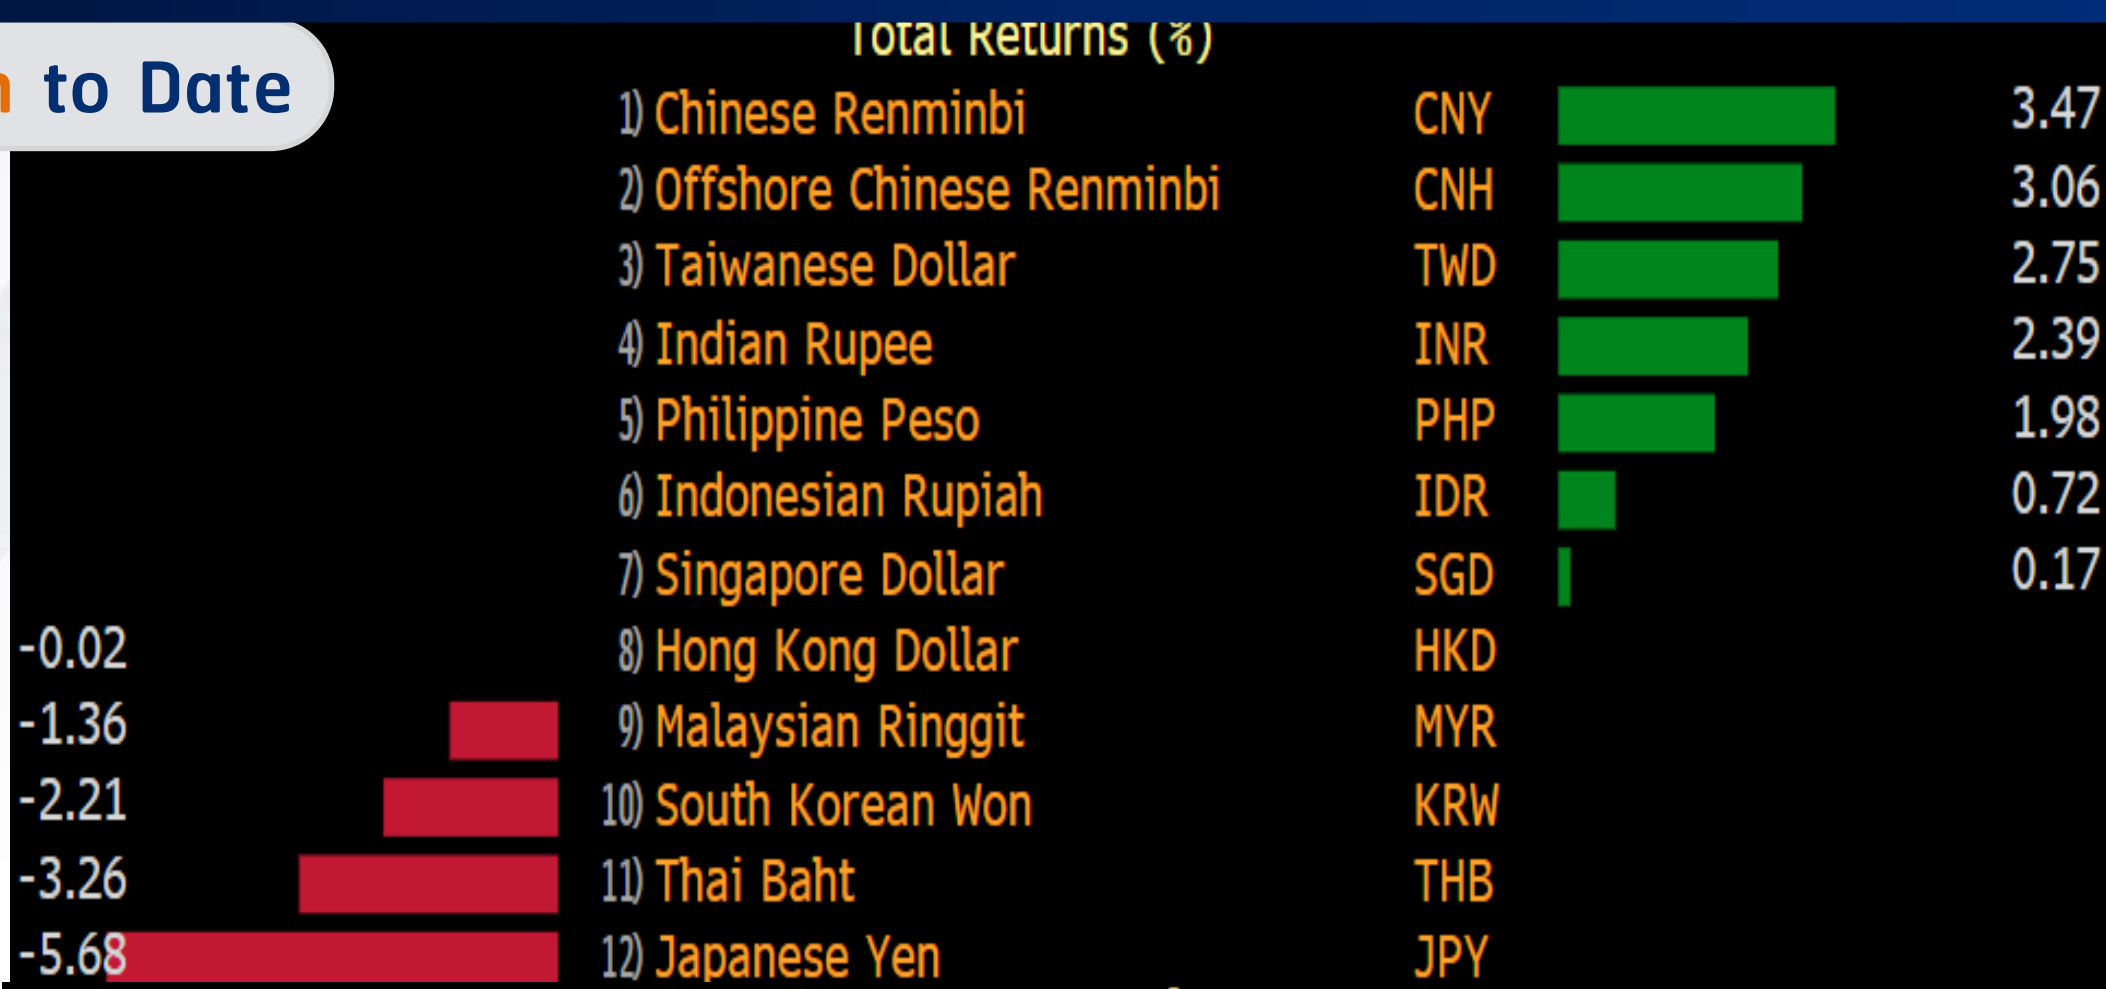 Total Returns (%)
to Date
1) Chinese Renminbi CNY 3.47
2) Offshore Chinese Renminbi CNH 3.06
3) Taiwanese Dollar TWD 2.75
4) Indian Rupee INR 2.39
5) Philippine Peso PHP 1.98
6) Indonesian Rupiah IDR 0.72
7) Singapore Dollar SGD 0.17
-0.02 8) Hong Kong Dollar HKD
-1.36 9) Malaysian Ringgit MYR
-2.21 10) South Korean Won KRW
-3.26 11) Thai Baht THB
-5.68 12) Japanese Yen JPY